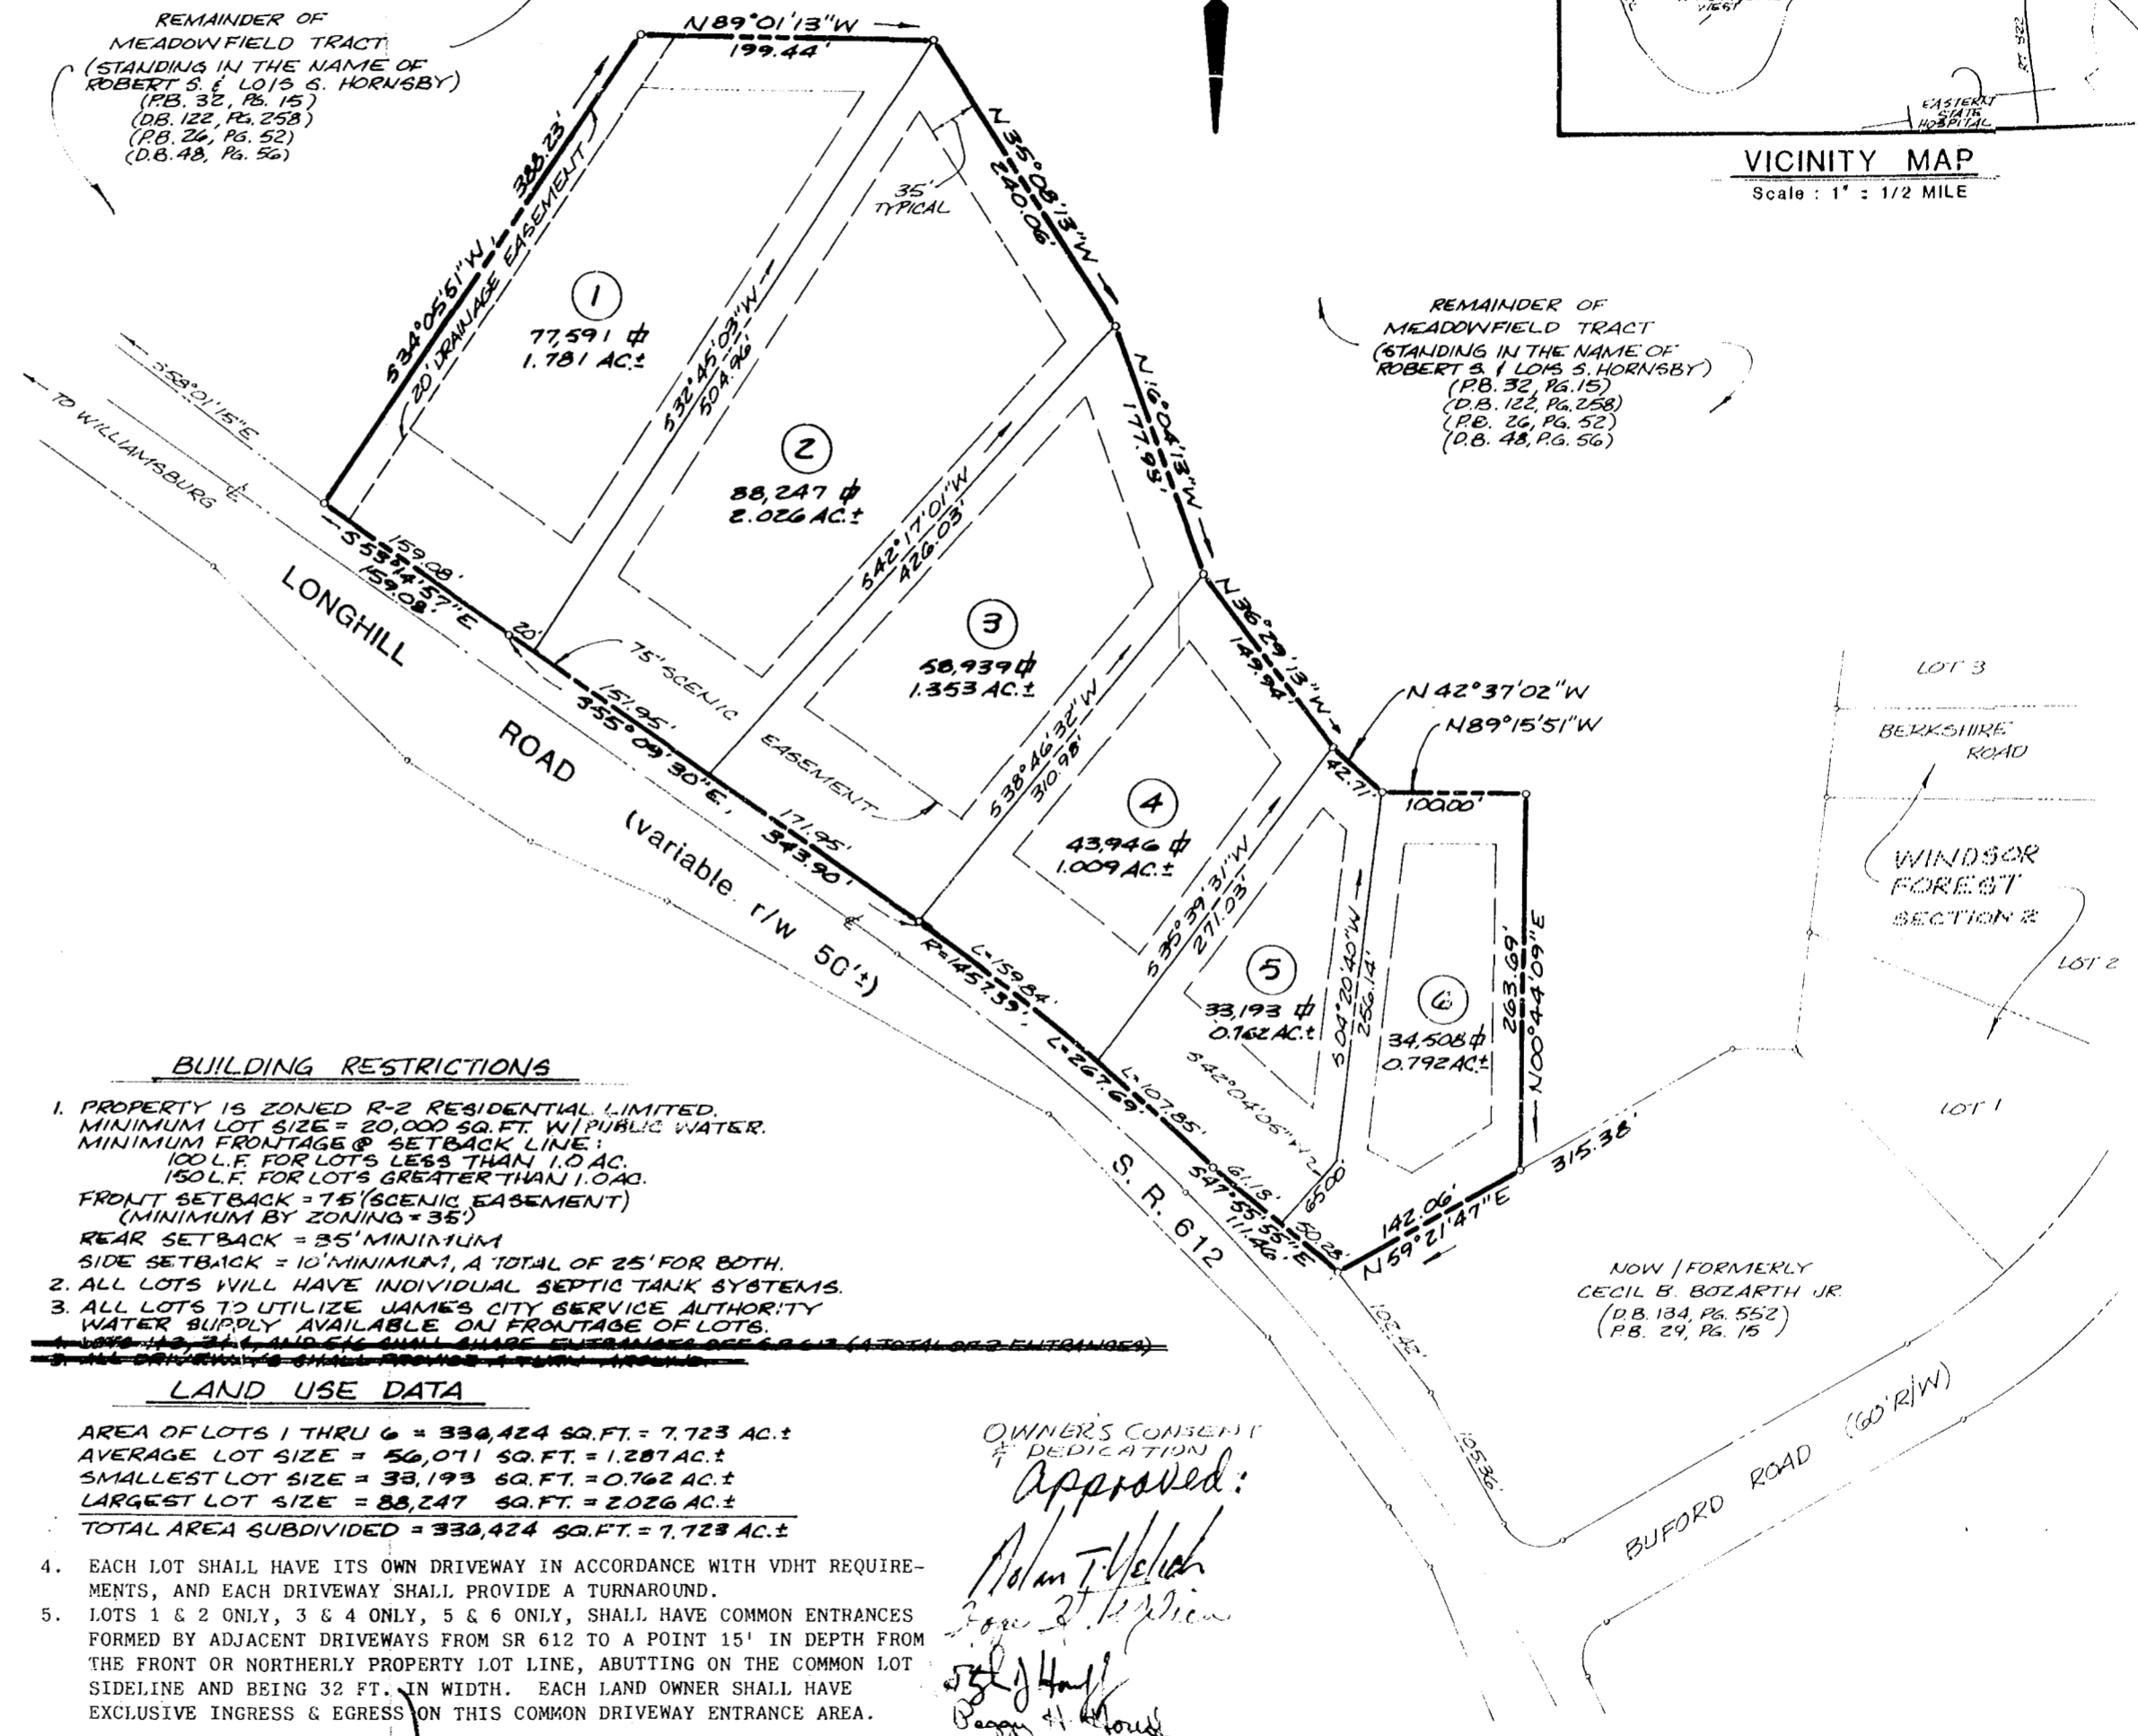 REMAINDER OF
MEADOWFIELD TRACT
(STANDING IN THE NAME OF
ROBERT S. & LOIS S. HORNSBY)
(P.B. 32, PG. 15)
(D.B. 122, PG. 258)
(P.B. 26, PG. 52)
(D.B. 48, PG. 56)
N89°01'13"W
199.44'
WEST
RT 322
EASTERN
STATE
HOSPITAL
VICINITY MAP
Scale : 1" : 1/2 MILE
S34°05'51"W, 388.23'
20' DRAINAGE EASEMENT
N35°08'13"W
240.06'
35'
TYPICAL
1
77,591
1.781 AC.±
S32°45'03"W
504.96'
REMAINDER OF
MEADOWFIELD TRACT
(STANDING IN THE NAME OF
ROBERT S. & LOIS S. HORNSBY)
(P.B. 32, PG. 15)
(D.B. 122, PG. 258)
(P.B. 26, PG. 52)
(D.B. 48, P.G. 56)
S58°01'15"E
TO WILLIAMSBURG
N16°04'13"W
177.68'
2
88,247
2.026 AC.±
S42°17'01"W
426.03'
159.08'
S53°14'57"E
159.08'
20'
LONGHILL
ROAD
(variable r/w 50'±)
75' SCENIC
EASEMENT
151.95'
S55°09'30"E,
343.90'
171.95'
3
58,939
1.353 AC.±
N36°29'13"W
149.94'
S38°46'32"W
310.98'
N42°37'02"W
N89°15'51"W
42.71'
100.00'
4
43,946
1.009 AC.±
S35°39'31"W
271.03'
LOT 3
BERKSHIRE
ROAD
WINDSOR
FOREST
SECTION 2
LOT 2
LOT 1
R=1457.39',
L=159.84'
L=267.69'
L=107.85'
5
33,193
0.762 AC.±
S04°20'40"W
256.14'
6
34,508
0.792 AC.±
263.69'
N00°44'09"E
S42°04'05"W
65.00'
61.18'
S47°55'55"E
111.46'
50.28'
142.06'
N59°21'47"E
315.38'
S. R. 612
102.42'
105.36'
NOW / FORMERLY
CECIL B. BOZARTH JR.
(D.B. 184, PG. 552)
(P.B. 29, PG. 15)
BUFORD ROAD (60' R/W)
BUILDING RESTRICTIONS
1. PROPERTY IS ZONED R-2 RESIDENTIAL LIMITED.
MINIMUM LOT SIZE = 20,000 SQ.FT. W/PUBLIC WATER.
MINIMUM FRONTAGE @ SETBACK LINE:
100 L.F. FOR LOTS LESS THAN 1.0 AC.
150 L.F. FOR LOTS GREATER THAN 1.0 AC.
FRONT SETBACK = 75' (SCENIC EASEMENT)
(MINIMUM BY ZONING = 35')
REAR SETBACK = 35' MINIMUM
SIDE SETBACK = 10' MINIMUM, A TOTAL OF 25' FOR BOTH.
2. ALL LOTS WILL HAVE INDIVIDUAL SEPTIC TANK SYSTEMS.
3. ALL LOTS TO UTILIZE JAMES CITY SERVICE AUTHORITY
WATER SUPPLY AVAILABLE ON FRONTAGE OF LOTS.
LAND USE DATA
AREA OF LOTS 1 THRU 6 = 336,424 SQ.FT. = 7.723 AC.±
AVERAGE LOT SIZE = 56,071 SQ.FT. = 1.287 AC.±
SMALLEST LOT SIZE = 33,193 SQ.FT. = 0.762 AC.±
LARGEST LOT SIZE = 88,247 SQ.FT. = 2.026 AC.±
TOTAL AREA SUBDIVIDED = 336,424 SQ.FT. = 7.723 AC.±
4. EACH LOT SHALL HAVE ITS OWN DRIVEWAY IN ACCORDANCE WITH VDHT REQUIRE-
MENTS, AND EACH DRIVEWAY SHALL PROVIDE A TURNAROUND.
5. LOTS 1 & 2 ONLY, 3 & 4 ONLY, 5 & 6 ONLY, SHALL HAVE COMMON ENTRANCES
FORMED BY ADJACENT DRIVEWAYS FROM SR 612 TO A POINT 15' IN DEPTH FROM
THE FRONT OR NORTHERLY PROPERTY LOT LINE, ABUTTING ON THE COMMON LOT
SIDELINE AND BEING 32 FT. IN WIDTH. EACH LAND OWNER SHALL HAVE
EXCLUSIVE INGRESS & EGRESS ON THIS COMMON DRIVEWAY ENTRANCE AREA.
OWNER'S CONSENT
& DEDICATION
approved:
Peggy H.